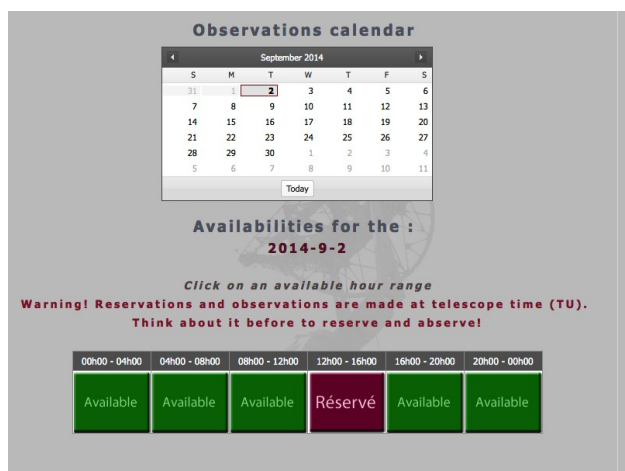 Observations calendar
September 2014
S M T W T F S
31 1 2 3 4 5 6
7 8 9 10 11 12 13
14 15 16 17 18 19 20
21 22 23 24 25 26 27
28 29 30 1 2 3 4
5 6 7 8 9 10 11
Today
Availabilities for the :
2014-9-2
Click on an available hour range
Warning! Reservations and observations are made at telescope time (TU).
Think about it before to reserve and abserve!
00h00 - 04h00 04h00 - 08h00 08h00 - 12h00 12h00 - 16h00 16h00 - 20h00 20h00 - 00h00
Available Available Available Réservé Available Available